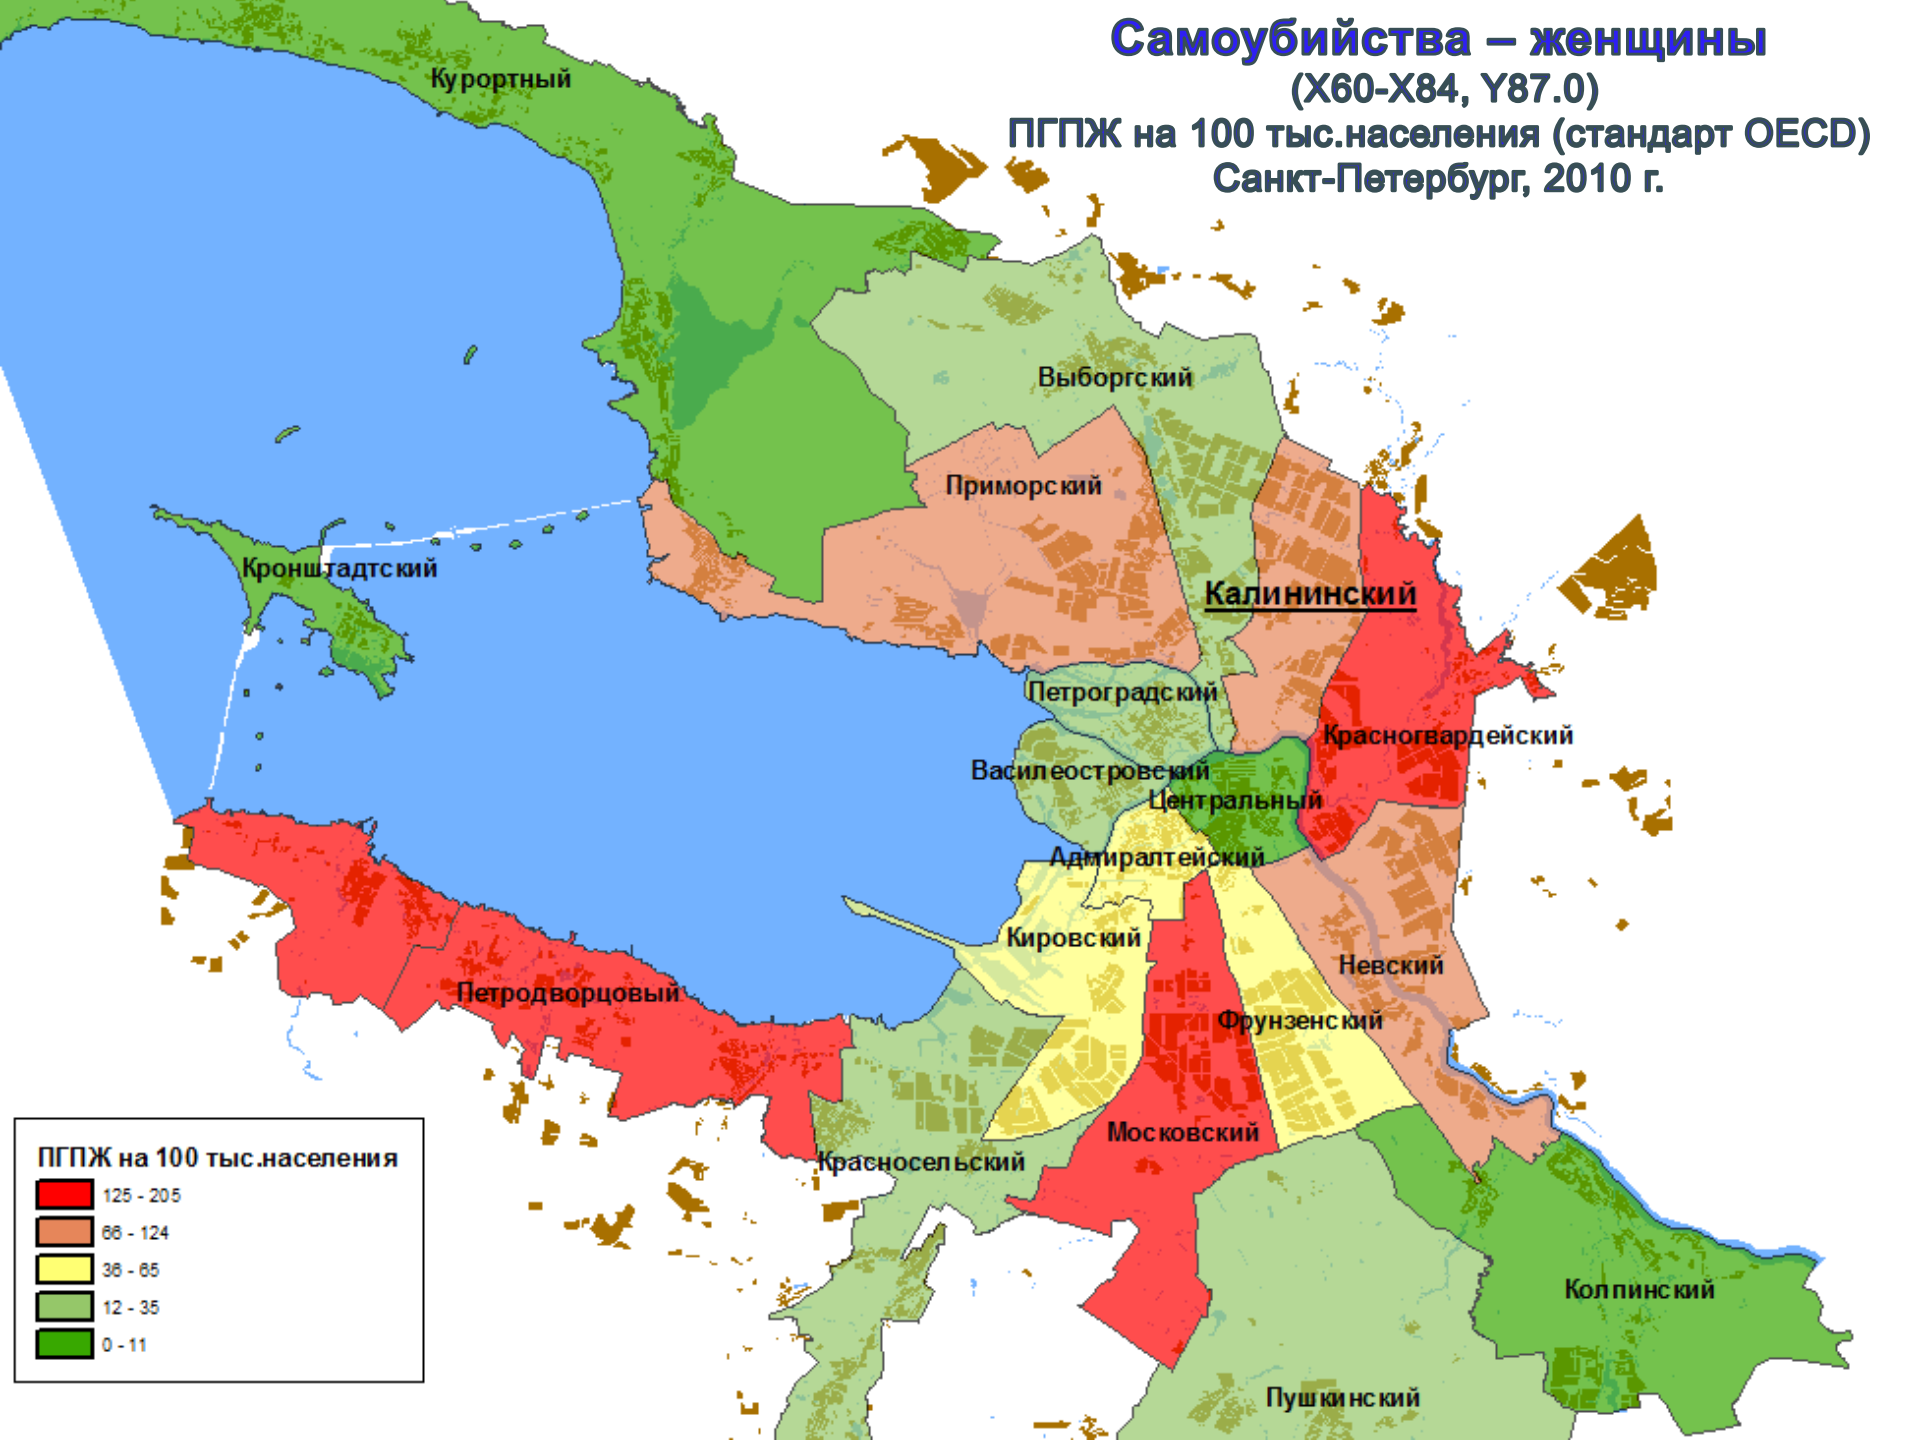 Самоубийства – женщины
(X60-X84, Y87.0)
ПГПЖ на 100 тыс.населения (стандарт OECD)
Санкт-Петербург, 2010 г.
Курортный
Выборгский
Приморский
Кронштадтский
Калининский
Петроградский
Красногвардейский
Василеостровский
Центральный
Адмиралтейский
Кировский
Невский
Петродворцовый
Фрунзенский
Московский
Красносельский
Колпинский
Пушкинский
ПГПЖ на 100 тыс.населения
125 - 205
66 - 124
36 - 65
12 - 35
0 - 11